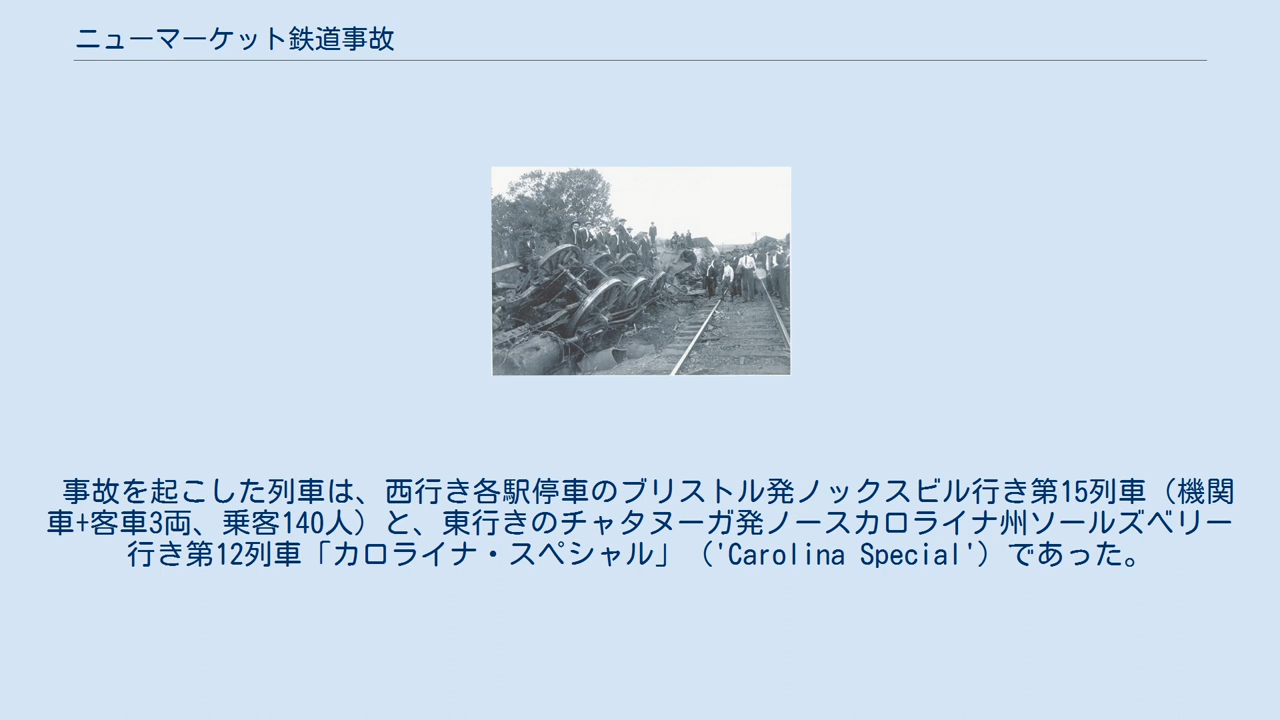 ニューマーケット鉄道事故
事故を起こした列車は、西行き各駅停車のブリストル発ノックスビル行き第15列車（機関
車+客車3両、乗客140人）と、東行きのチャタヌーガ発ノースカロライナ州ソールズベリー
行き第12列車「カロライナ・スペシャル」（'Carolina Special'）であった。